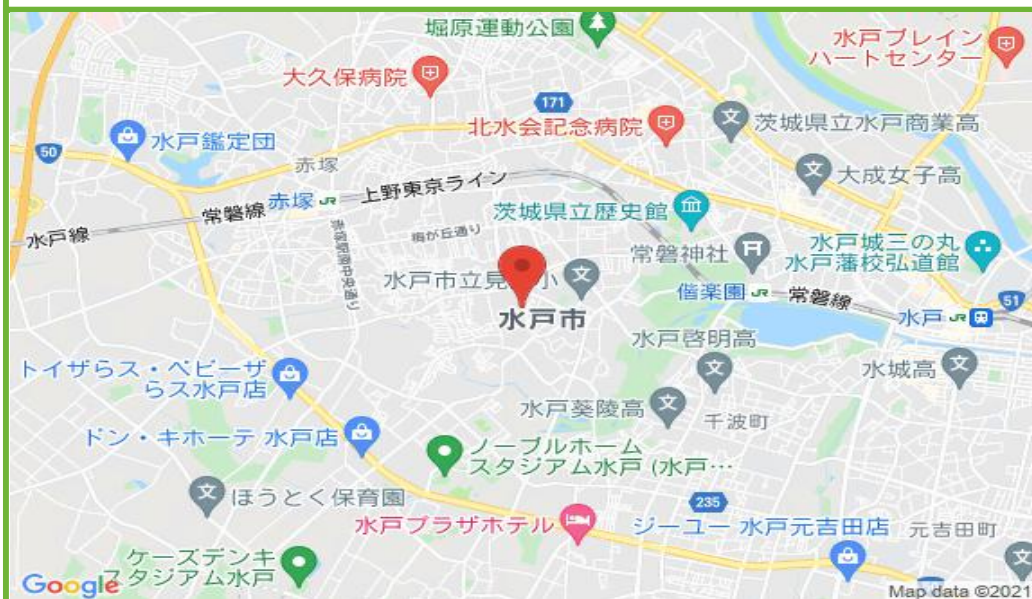 堀原運動公園
水戸ブレイン
ハートセンター
大久保病院
171
北水会記念病院
茨城県立水戸商業高
水戸鑑定団
50
赤塚
大成女子高
上野東京ライン
赤塚 JR
常磐線
茨城県立歴史館
水戸線
梅が丘通り
常磐神社
水戸城三の丸
水戸藩校弘道館
赤塚駅南中央通り
水戸市立見 小
偕楽園 JR
常磐線
51
水戸 JR
水戸市
水戸啓明高
水城高
トイザらス・ベビーザ
らス水戸店
水戸葵陵高
千波町
ドン・キホーテ 水戸店
ノーブルホーム
スタジアム水戸 (水戸…
ほうとく保育園
235
水戸プラザホテル
ジーユー 水戸元吉田店
元吉田町
ケーズデンキ
スタジアム水戸
Google
Map data ©2021